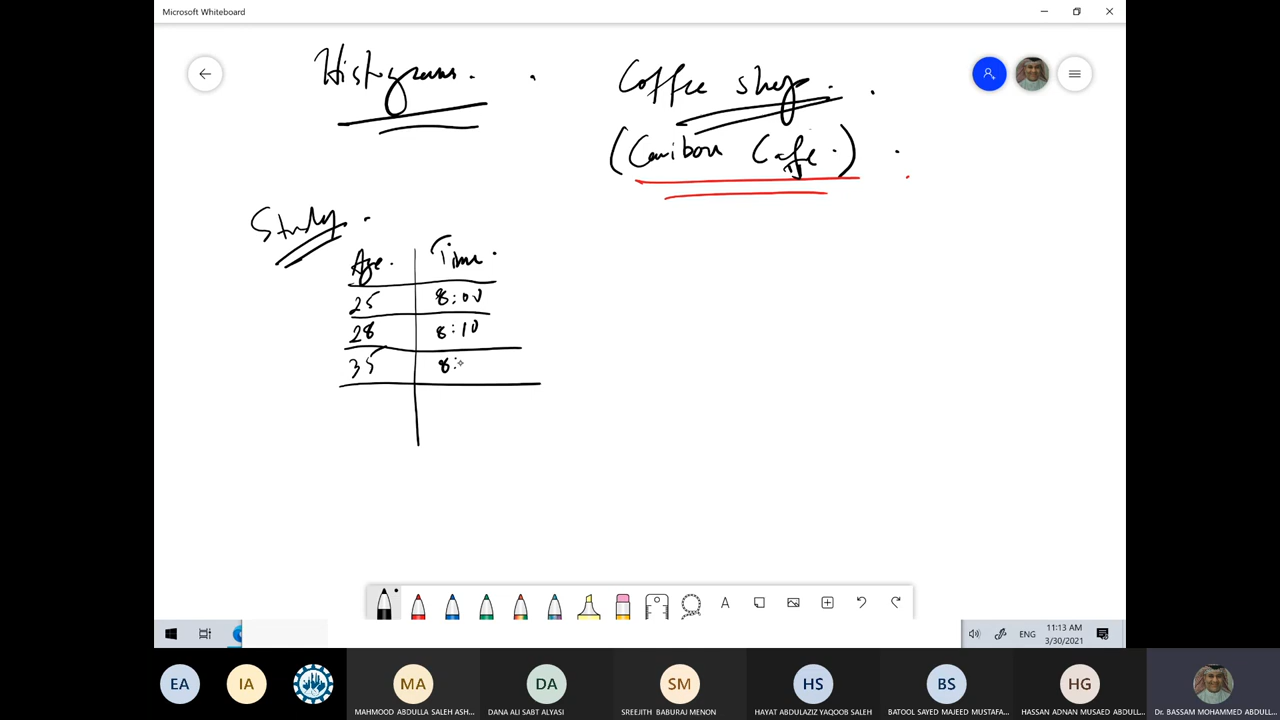 Microsoft Whiteboard
Histogram.
Coffee shop.
(Caribou Cafe.)
Study.
Age. Time.
25 8:00
28 8:10
35 8:
ENG
11:13 AM
3/30/2021
EA
IA
MA
DA
SM
HS
BS
HG
MAHMOOD ABDULLA SALEH ASH...
DANA ALI SABT ALYASI
SREEJITH BABURAJ MENON
HAYAT ABDULAZIZ YAQOOB SALEH
BATOOL SAYED MAJEED MUSTAFA...
HASSAN ADNAN MUSAED ABDUL...
Dr. BASSAM MOHAMMED ABDULL...